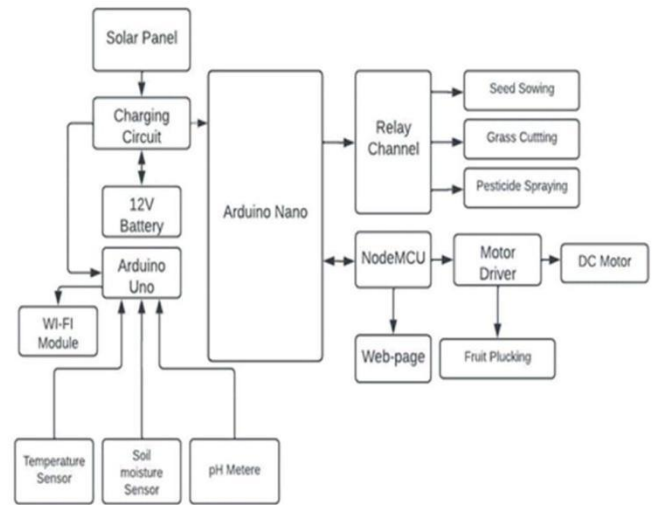 Solar Panel
Charging
Circuit
12V
Battery
Arduino
Uno
WI-FI
Module
Temperature
Sensor
Soil
moisture
Sensor
pH Metere
Arduino Nano
Relay
Channel
Seed Sowing
Grass Cuttting
Pesticide Spraying
NodeMCU
Motor
Driver
DC Motor
Web-page
Fruit Plucking